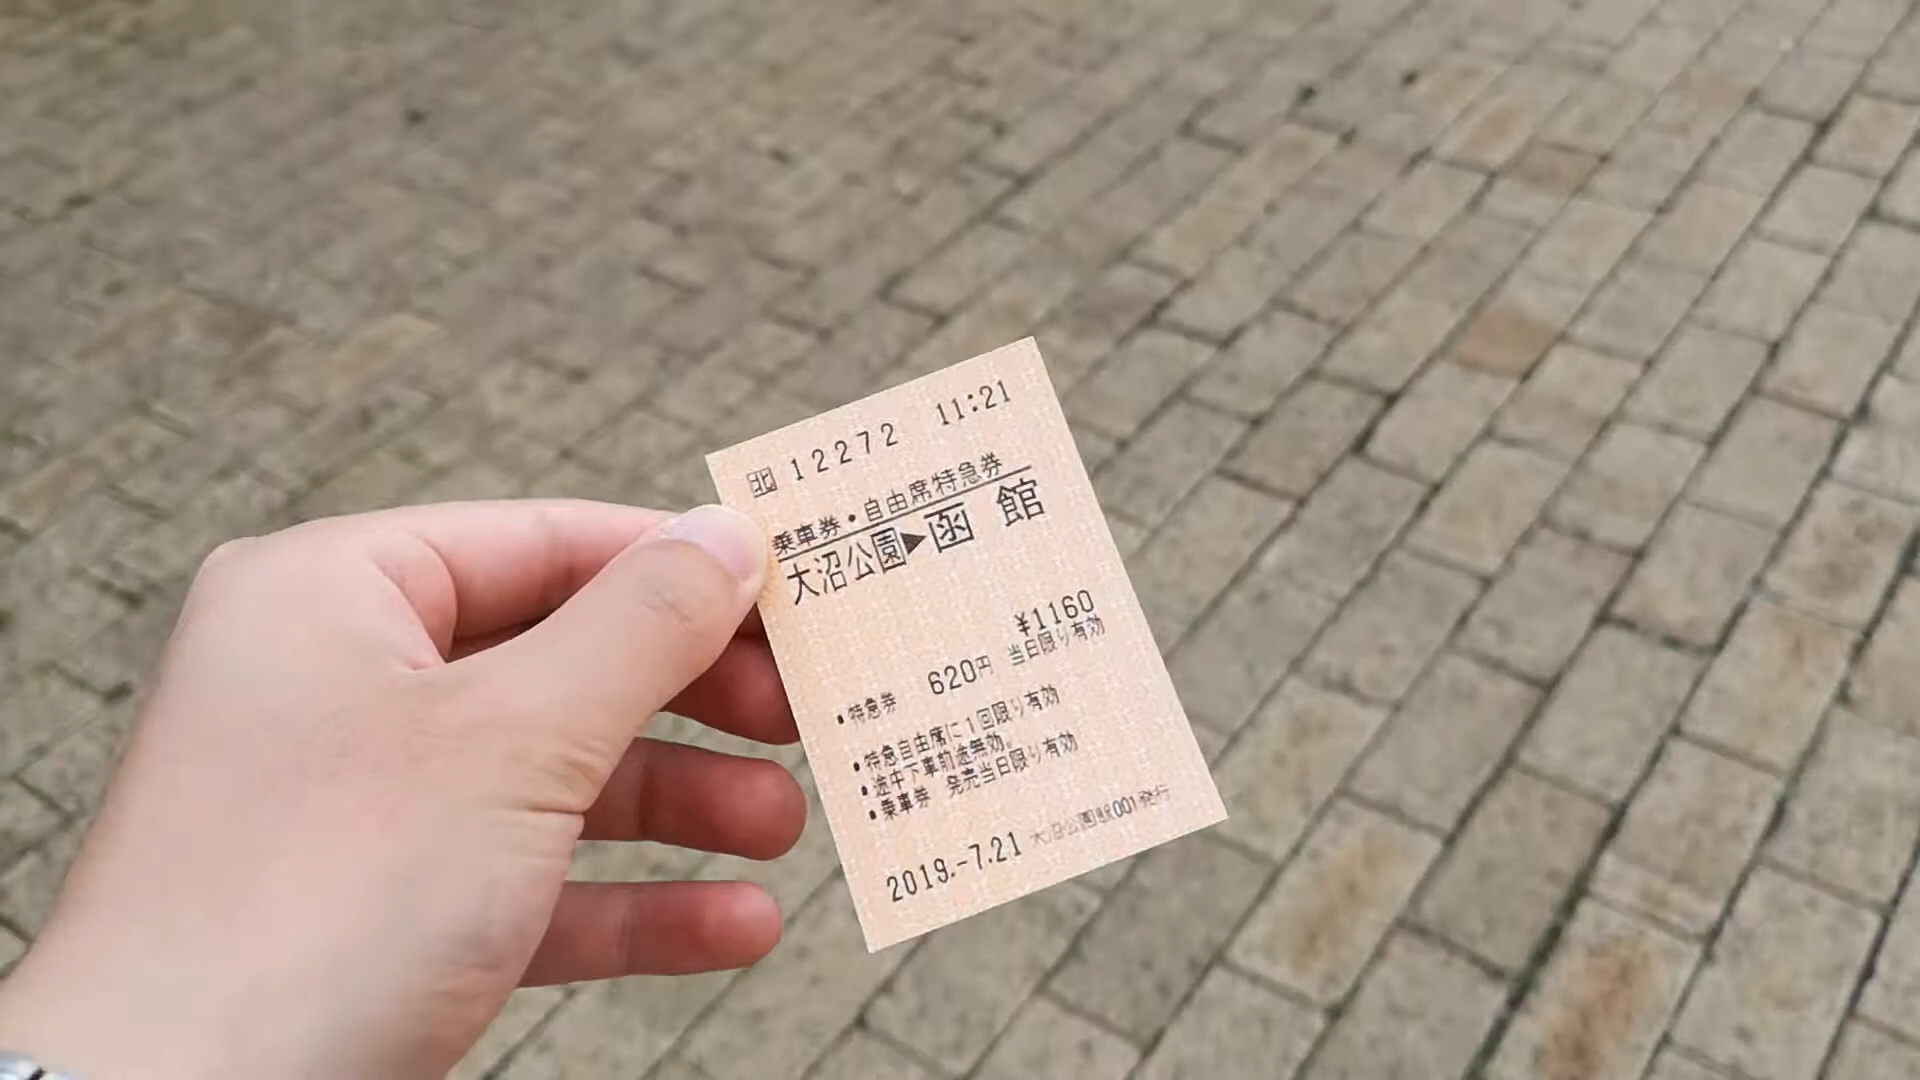 北 12272 11:21
乗車券・自由席特急券
大沼公園▶函館
¥1160
・特急券 620円 当日限り有効
・特急自由席に1回限り有効
・途中下車前途無効。
・乗車券 発売当日限り有効
2019.-7.21 大沼公園駅001発行